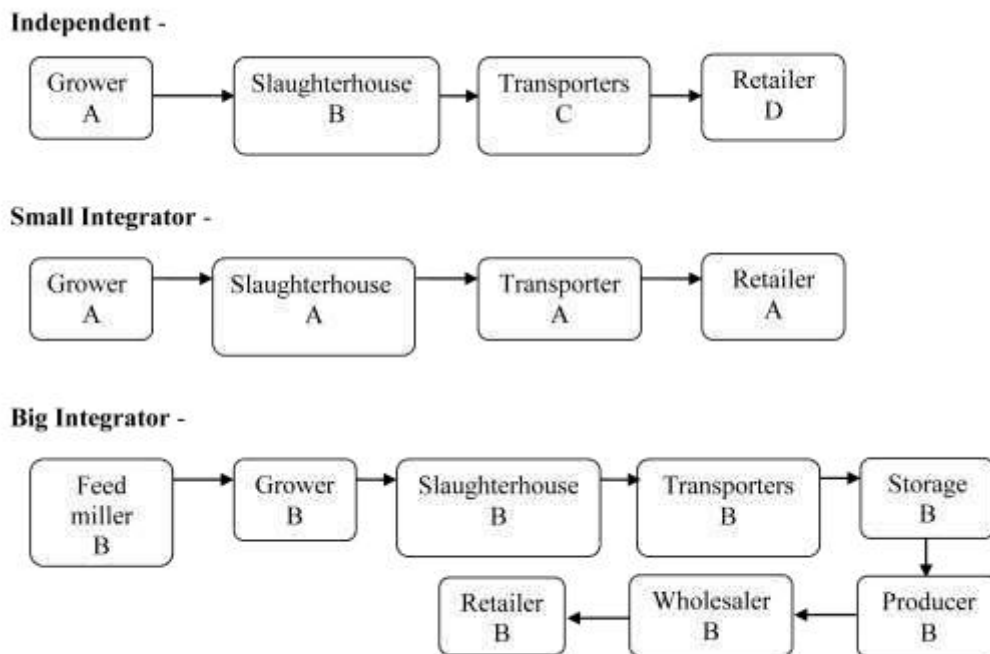 Independent -
Grower
A
Slaughterhouse
B
Transporters
C
Retailer
D
Small Integrator -
Grower
A
Slaughterhouse
A
Transporter
A
Retailer
A
Big Integrator -
Feed
miller
B
Grower
B
Slaughterhouse
B
Transporters
B
Storage
B
Producer
B
Wholesaler
B
Retailer
B